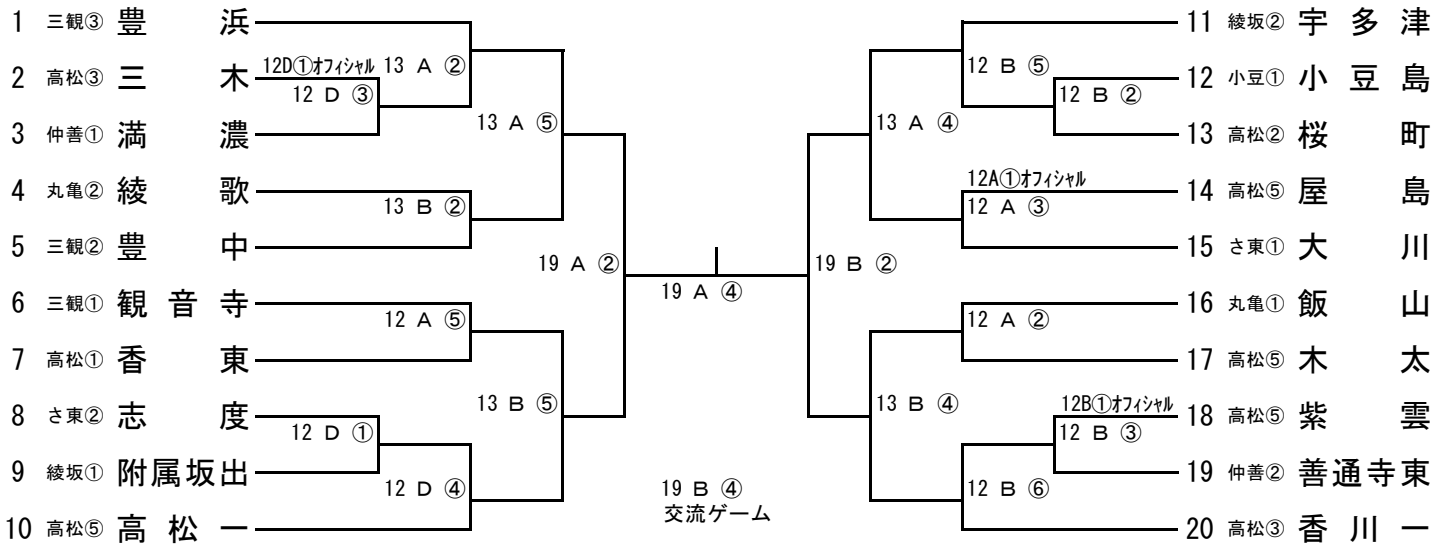 1 三観③ 豊浜
2 高松③ 三木
3 仲善① 満濃
4 丸亀② 綾歌
5 三観② 豊中
6 三観① 観音寺
7 高松① 香東
8 さ東② 志度
9 綾坂① 附属坂出
10 高松⑤ 高松一
12D①オフィシャル
13 A ②
12 D ③
13 A ⑤
13 B ②
19 A ②
12 A ⑤
13 B ⑤
12 D ①
12 D ④
19 A ④
19 B ④
交流ゲーム
12 B ⑤
12 B ②
13 A ④
12A①オフィシャル
12 A ③
19 B ②
12 A ②
13 B ④
12B①オフィシャル
12 B ③
12 B ⑥
11 綾坂② 宇多津
12 小豆① 小豆島
13 高松② 桜町
14 高松⑤ 屋島
15 さ東① 大川
16 丸亀① 飯山
17 高松⑤ 木太
18 高松⑤ 紫雲
19 仲善② 善通寺東
20 高松③ 香川一